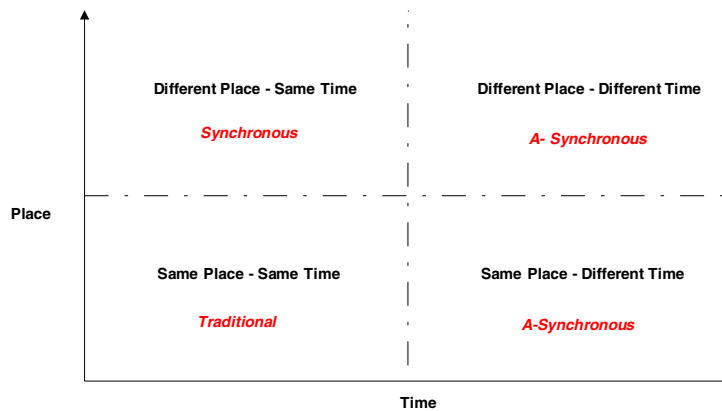 Different Place - Same Time
Different Place - Different Time
Synchronous
A- Synchronous
Place
Same Place - Same Time
Same Place - Different Time
Traditional
A-Synchronous
Time